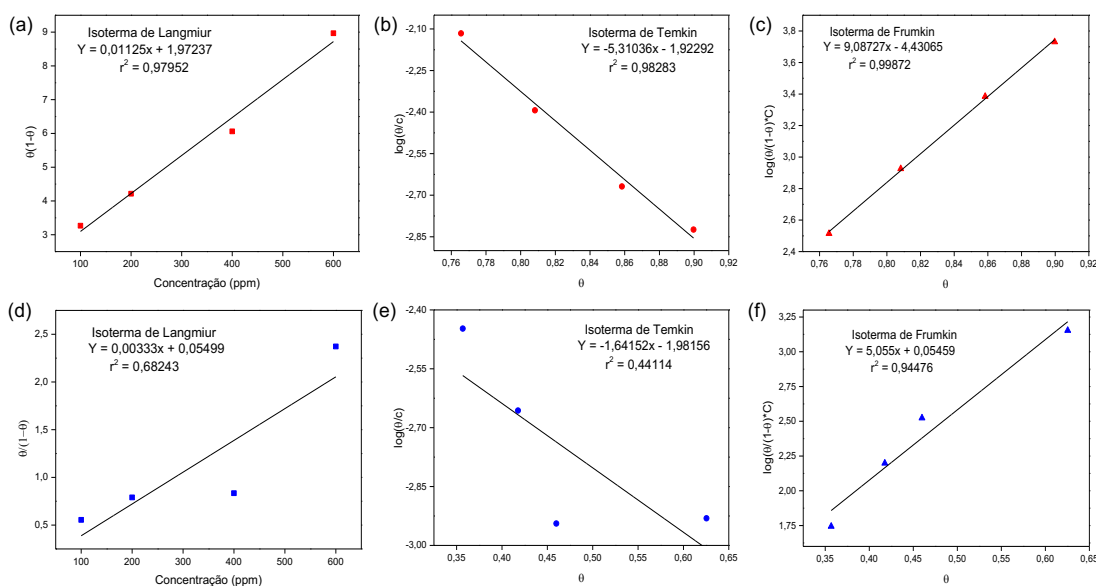 (a)
Isoterma de Langmiur
Y = 0,01125x + 1,97237
r² = 0,97952
θ(1-θ)
9
8
7
6
5
4
3
100 200 300 400 500 600
Concentração (ppm)
(b)
Isoterma de Temkin
Y = -5,31036x - 1,92292
r² = 0,98283
log(θ/c)
-2,10
-2,25
-2,40
-2,55
-2,70
-2,85
0,76 0,78 0,80 0,82 0,84 0,86 0,88 0,90 0,92
θ
(c)
Isoterma de Frumkin
Y = 9,08727x - 4,43065
r² = 0,99872
log(θ/(1-θ)*C)
3,8
3,6
3,4
3,2
3,0
2,8
2,6
2,4
0,76 0,78 0,80 0,82 0,84 0,86 0,88 0,90 0,92
θ
(d)
Isoterma de Langmiur
Y = 0,00333x + 0,05499
r² = 0,68243
θ/(1−θ)
2,5
2,0
1,5
1,0
0,5
100 200 300 400 500 600
Concentração (ppm)
(e)
Isoterma de Temkin
Y = -1,64152x - 1,98156
r² = 0,44114
log(θ/c)
-2,40
-2,55
-2,70
-2,85
-3,00
0,35 0,40 0,45 0,50 0,55 0,60 0,65
θ
(f)
Isoterma de Frumkin
Y = 5,055x + 0,05459
r² = 0,94476
log(θ/(1-θ)*C)
3,25
3,00
2,75
2,50
2,25
2,00
1,75
0,35 0,40 0,45 0,50 0,55 0,60 0,65
θ